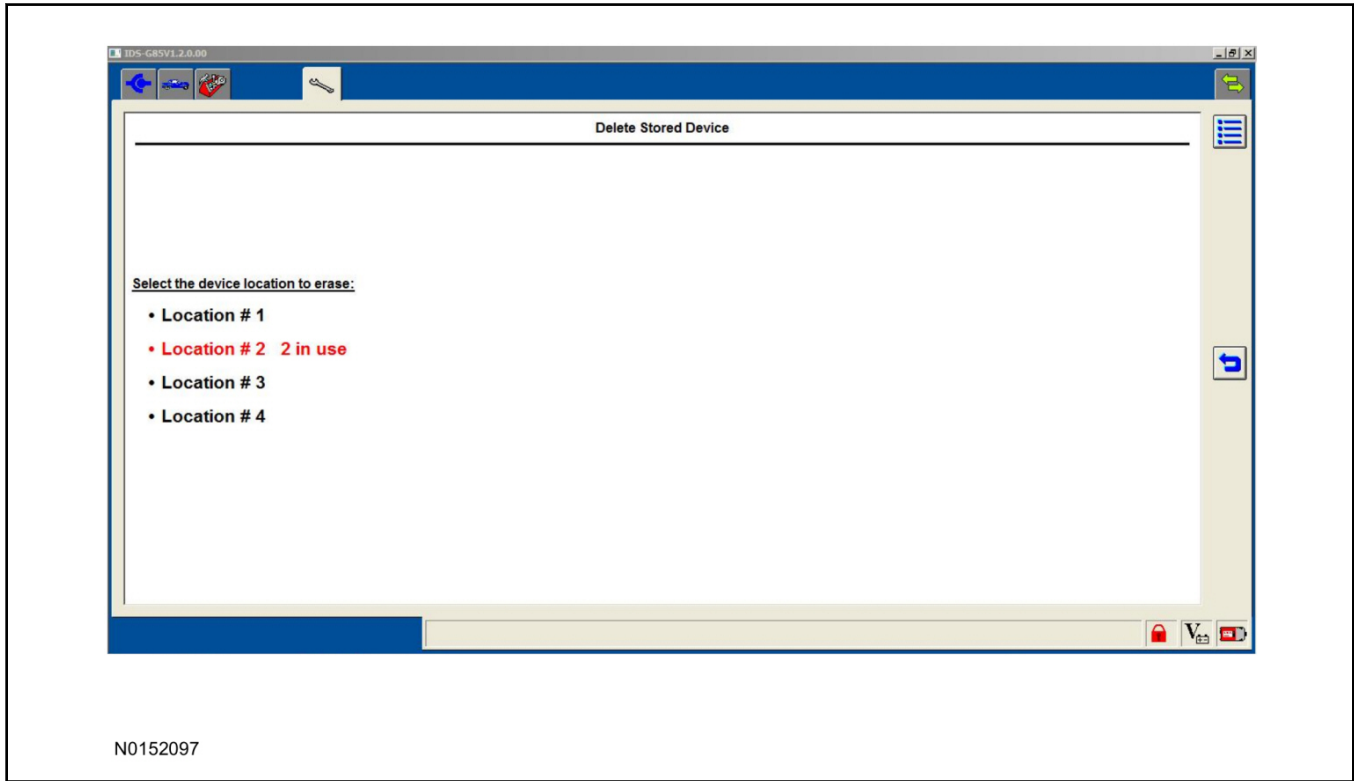 IDS-G85V1.2.0.00
Delete Stored Device
Select the device location to erase:
• Location # 1
• Location # 2 2 in use
• Location # 3
• Location # 4
V
N0152097